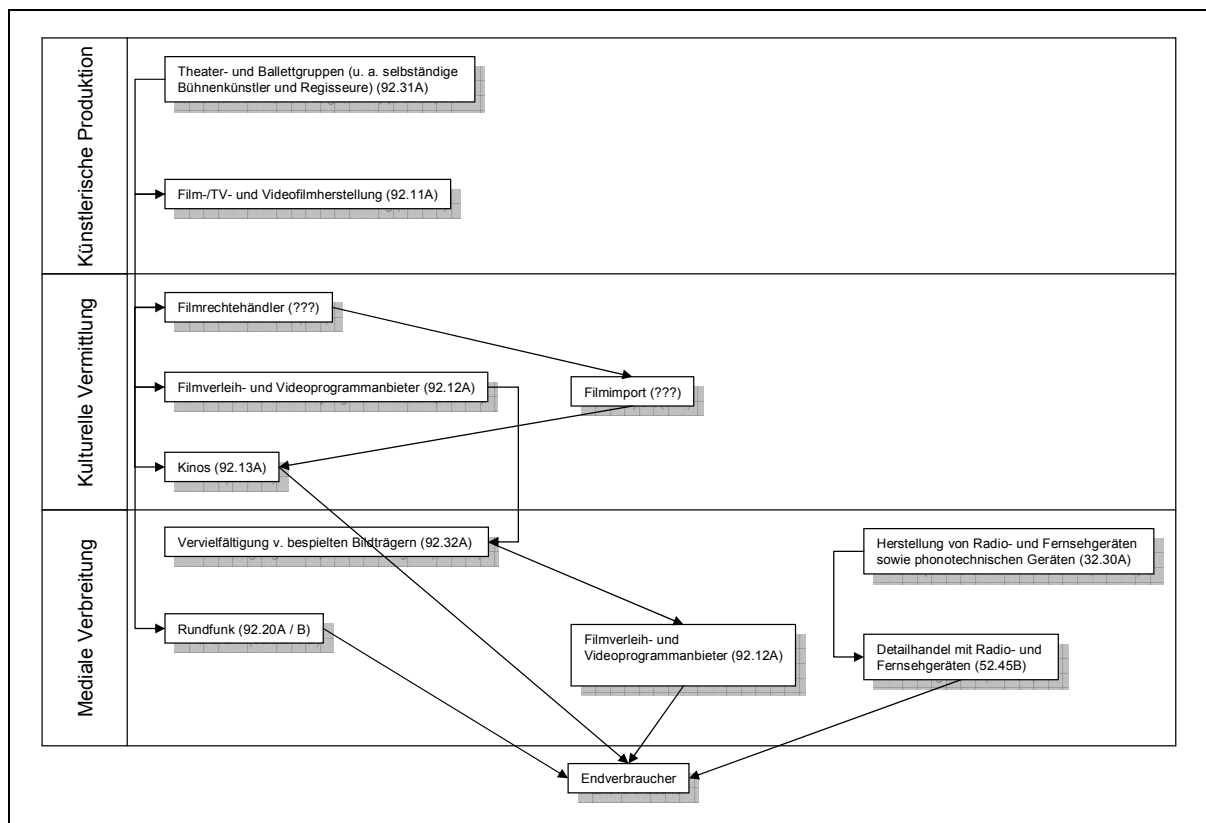 Künstlerische Produktion
Theater- und Ballettgruppen (u. a. selbständige
Bühnenkünstler und Regisseure) (92.31A)
Film-/TV- und Videofilmherstellung (92.11A)
Kulturelle Vermittlung
Filmrechtehändler (???)
Filmverleih- und Videoprogrammanbieter (92.12A)
Filmimport (???)
Kinos (92.13A)
Mediale Verbreitung
Vervielfältigung v. bespielten Bildträgern (92.32A)
Herstellung von Radio- und Fernsehgeräten
sowie phonotechnischen Geräten (32.30A)
Rundfunk (92.20A / B)
Filmverleih- und
Videoprogrammanbieter (92.12A)
Detailhandel mit Radio- und
Fernsehgeräten (52.45B)
Endverbraucher